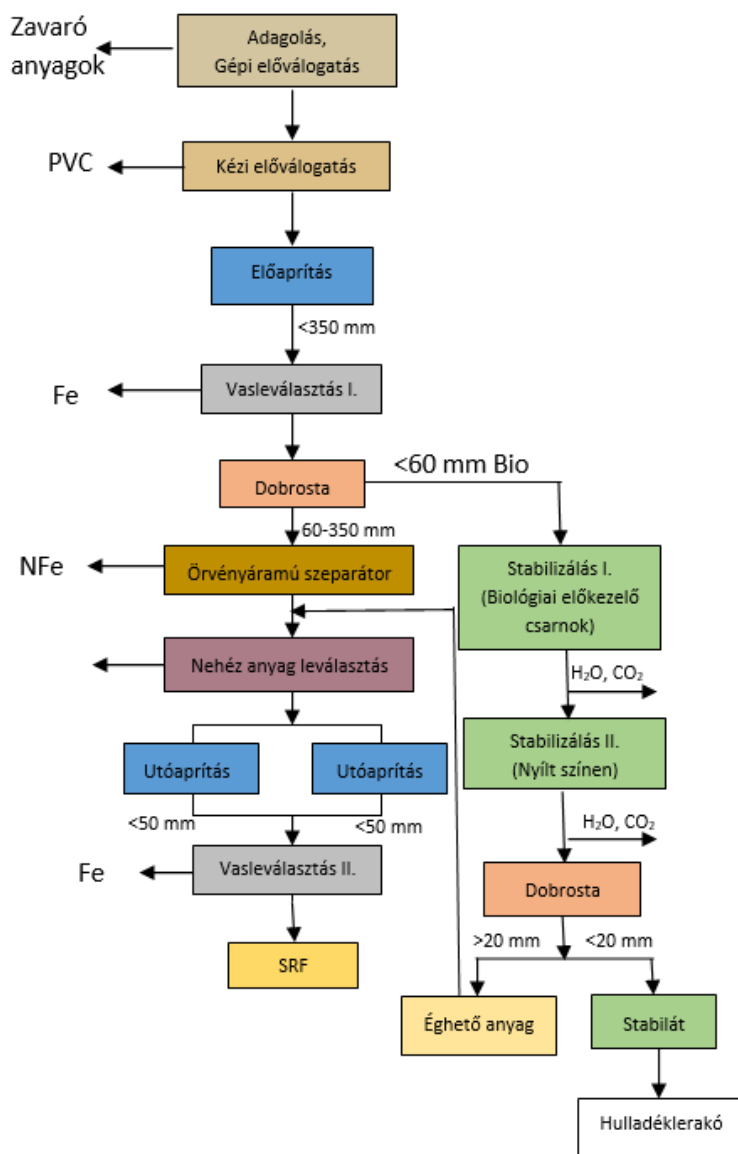 Zavaró
anyagok
Adagolás,
Gépi előválogatás
PVC
Kézi előválogatás
Előaprítás
<350 mm
Fe
Vasleválasztás I.
<60 mm Bio
Dobrosta
60-350 mm
NFe
Örvényáramú szeparátor
Stabilizálás I.
(Biológiai előkezelő
csarnok)
Nehéz anyag leválasztás
H₂O, CO₂
Stabilizálás II.
(Nyílt színen)
Utóaprítás
Utóaprítás
<50 mm
<50 mm
H₂O, CO₂
Fe
Vasleválasztás II.
Dobrosta
>20 mm
<20 mm
SRF
Éghető anyag
Stabilát
Hulladéklerakó